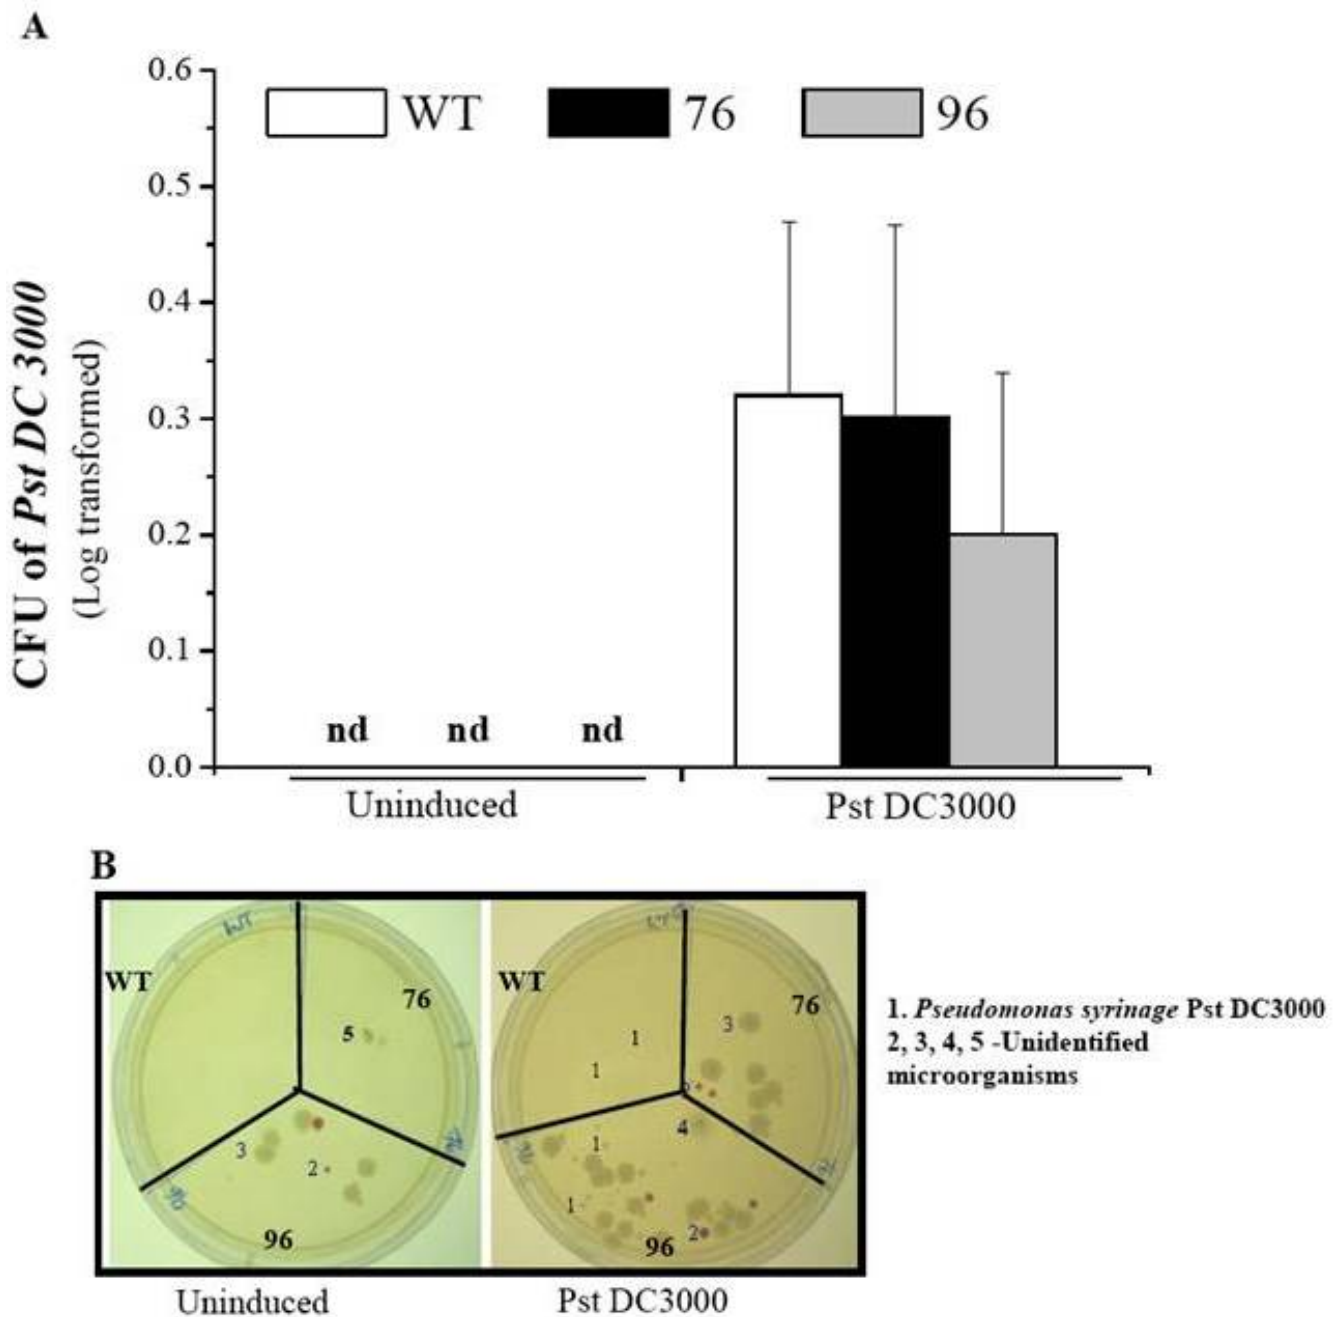 A
0.6
WT 76 96
0.5
0.4
0.3
0.2
0.1
0.0
CFU of Pst DC 3000
(Log transformed)
nd nd nd
Uninduced Pst DC3000
B
WT
WT
76
5
96
3
2
96
Uninduced
WT
76
3
1
1
4
1
1
2
96
Pst DC3000
1. Pseudomonas syrinage Pst DC3000
2, 3, 4, 5 -Unidentified
microorganisms